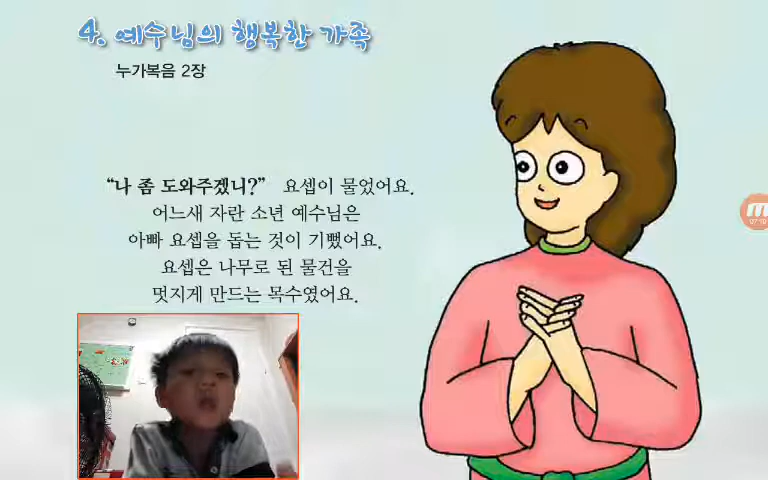 4. 예수님의 행복한 가족
누가복음 2장
“나 좀 도와주겠니?” 요셉이 물었어요.
어느새 자란 소년 예수님은
아빠 요셉을 돕는 것이 기뻤어요.
요셉은 나무로 된 물건을
멋지게 만드는 목수였어요.